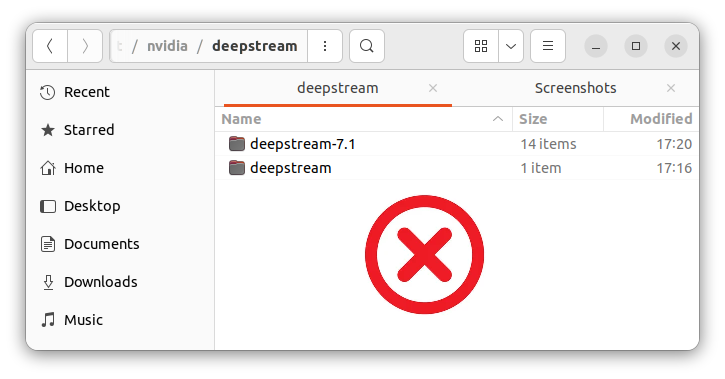 / nvidia / deepstream
Recent
Starred
Home
Desktop
Documents
Downloads
Music
deepstream
Screenshots
Name Size Modified
deepstream-7.1 14 items 17:20
deepstream 1 item 17:16